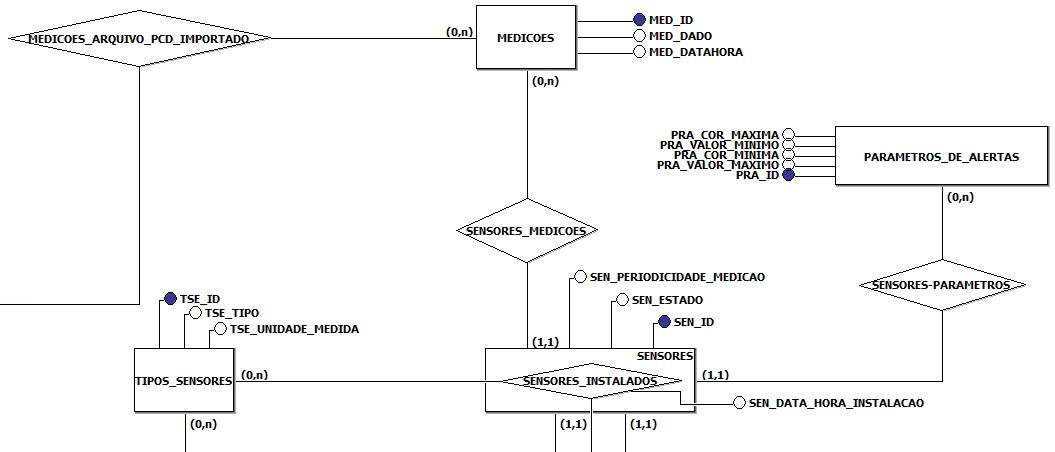 MEDICOES_ARQUIVO_PCD_IMPORTADO
(0,n)
MEDICOES
MED_ID
MED_DADO
MED_DATAHORA
(0,n)
PRA_COR_MAXIMA
PRA_VALOR_MINIMO
PRA_COR_MINIMA
PRA_VALOR_MAXIMO
PRA_ID
PARAMETROS_DE_ALERTAS
(0,n)
SENSORES_MEDICOES
SENSORES-PARAMETROS
SEN_PERIODICIDADE_MEDICAO
SEN_ESTADO
SEN_ID
TSE_ID
TSE_TIPO
TSE_UNIDADE_MEDIDA
(1,1)
SENSORES
TIPOS_SENSORES
(0,n)
SENSORES_INSTALADOS
(1,1)
SEN_DATA_HORA_INSTALACAO
(0,n)
(1,1)
(1,1)